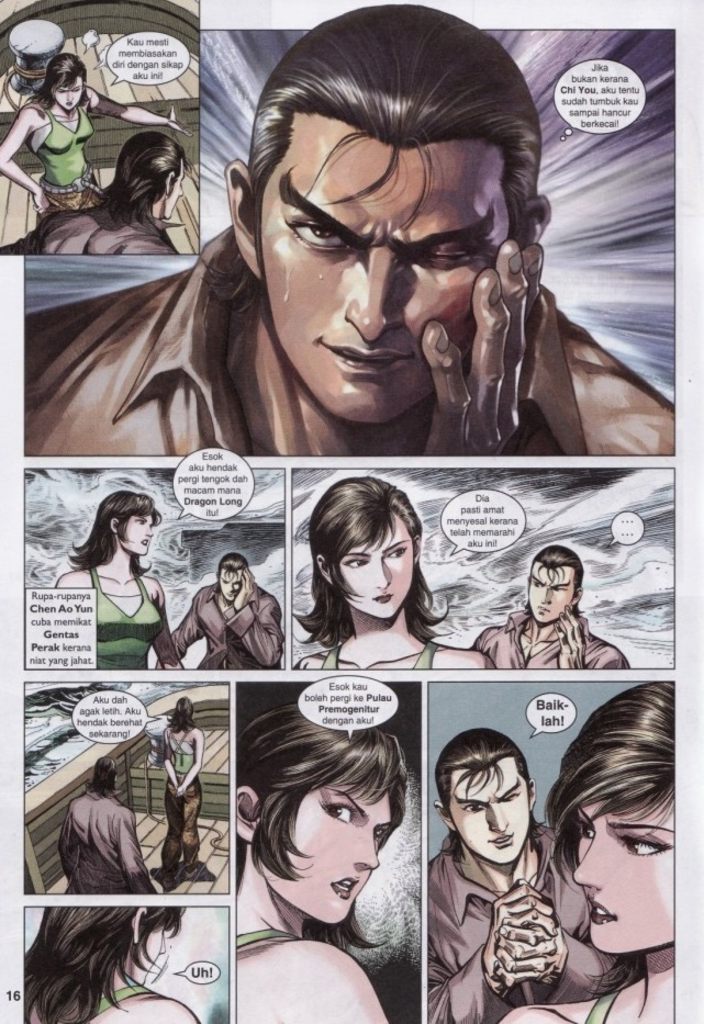 Kau mesti
membiasakan
diri dengan sikap
aku ini!
Jika
bukan kerana
Chi You, aku tentu
sudah tumbuk kau
sampai hancur
berkecai!
Esok
aku hendak
pergi tengok dah
macam mana
Dragon Long
itu!
Rupa-rupanya
Chen Ao Yun
cuba memikat
Gentas
Perak kerana
niat yang jahat.
Dia
pasti amat
menyesal kerana
telah memarahi
aku ini!
...
...
Aku dah
agak letih. Aku
hendak berehat
sekarang!
Uh!
Esok kau
boleh pergi ke Pulau
Premogenitur
dengan aku!
Baik-
lah!
16